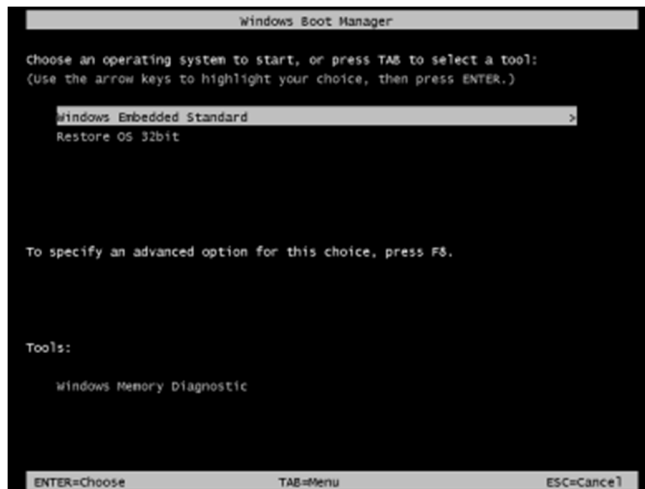 Windows Boot Manager
Choose an operating system to start, or press TAB to select a tool:
(Use the arrow keys to highlight your choice, then press ENTER.)
Windows Embedded Standard >
Restore OS 32bit
To specify an advanced option for this choice, press F8.
Tools:
Windows Memory Diagnostic
ENTER=Choose TAB=Menu ESC=Cancel